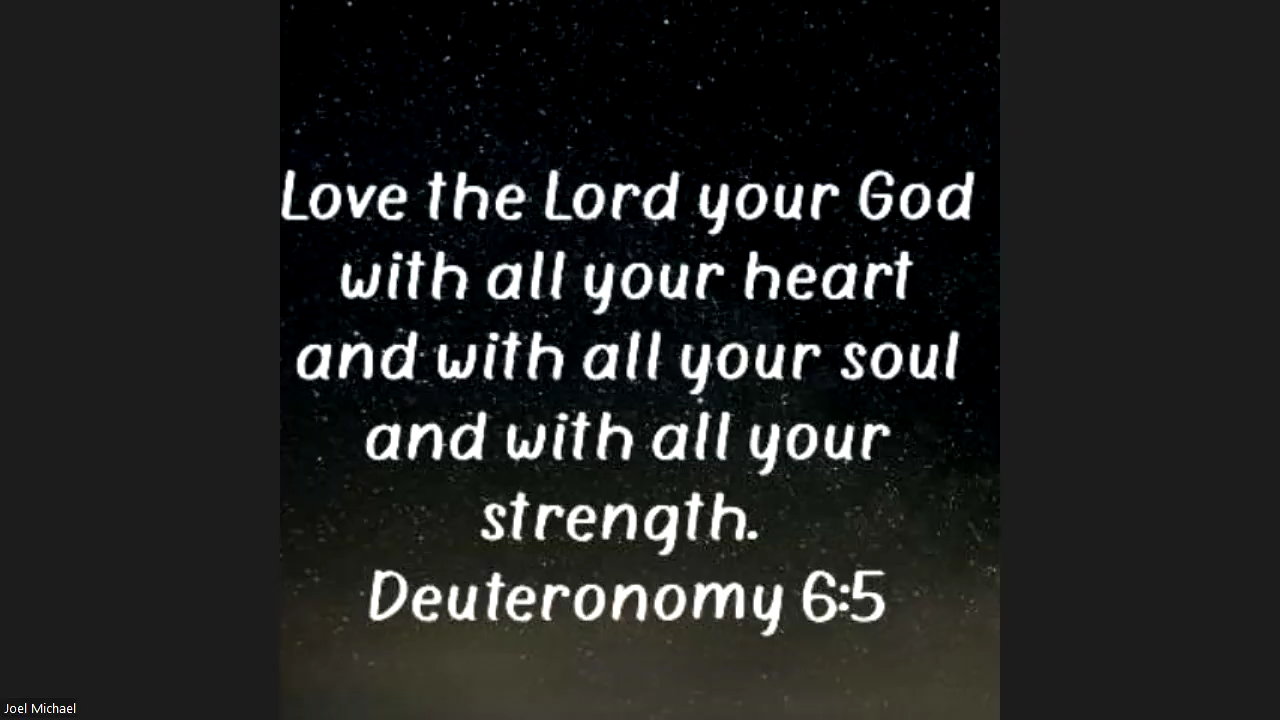 Love the Lord your God
with all your heart
and with all your soul
and with all your
strength.
Deuteronomy 6:5
Joel Michael